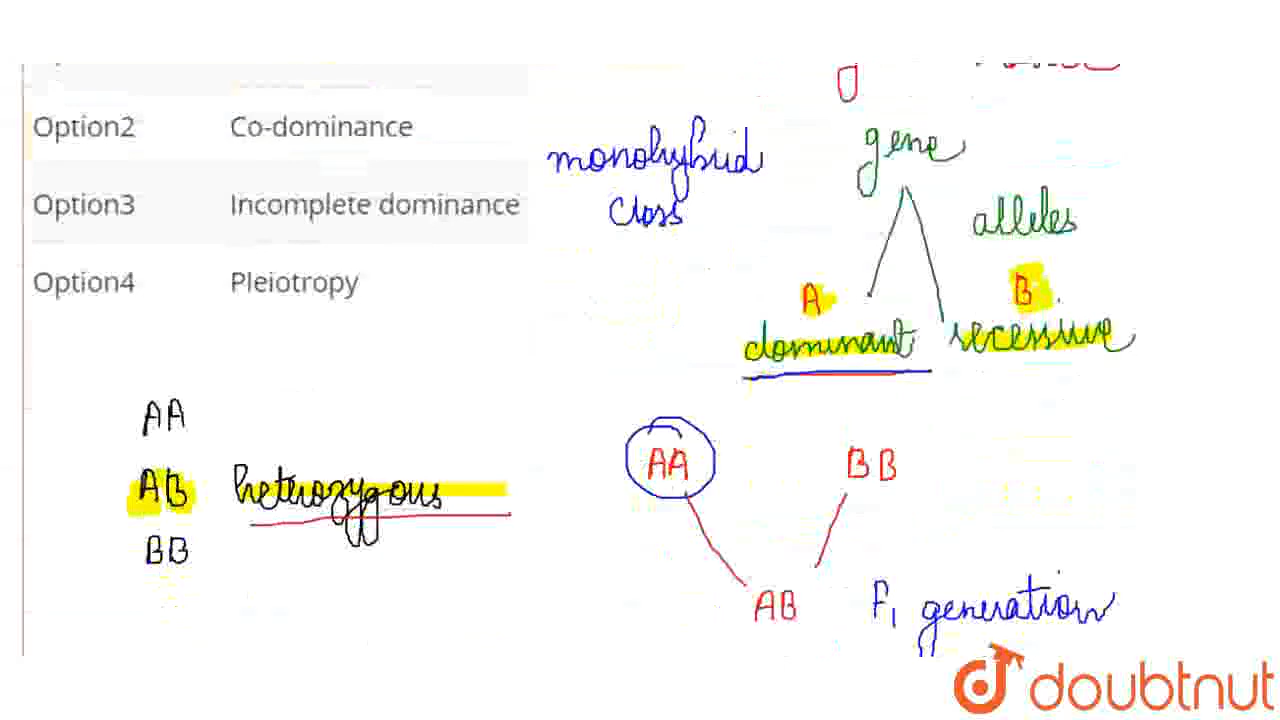 Option2 Co-dominance
Option3 Incomplete dominance
Option4 Pleiotropy
monohybrid
Class
gene
alleles
A B
dominant recessive
AA
AB heterozygous
BB
AA BB
AB F1 generation
doubtnut